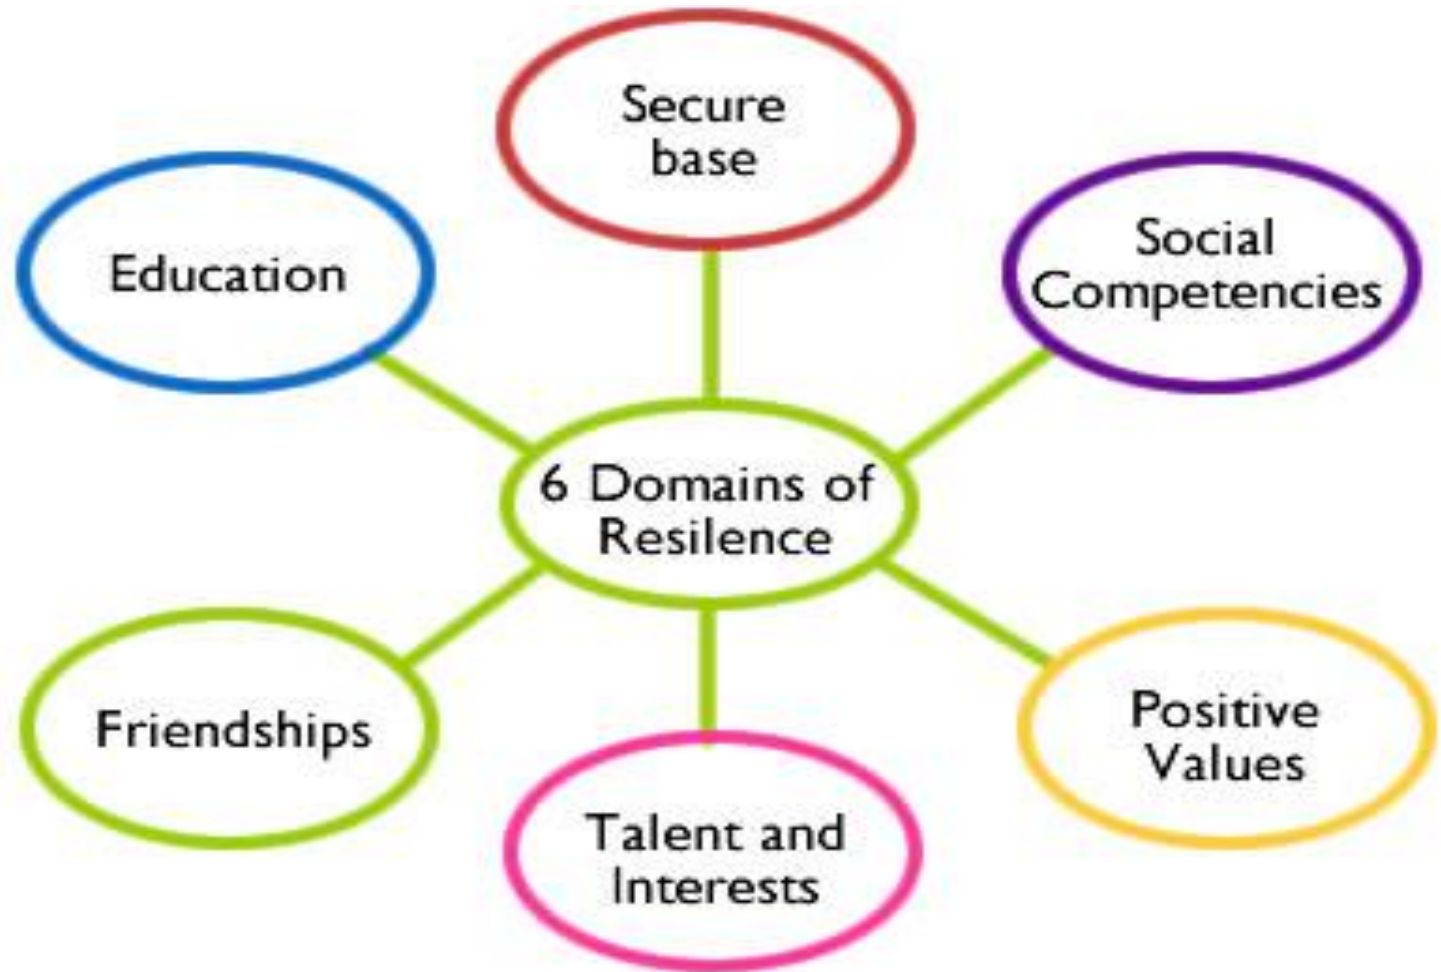 Secure
base
Education
Social
Competencies
6 Domains of
Resilence
Friendships
Positive
Values
Talent and
Interests